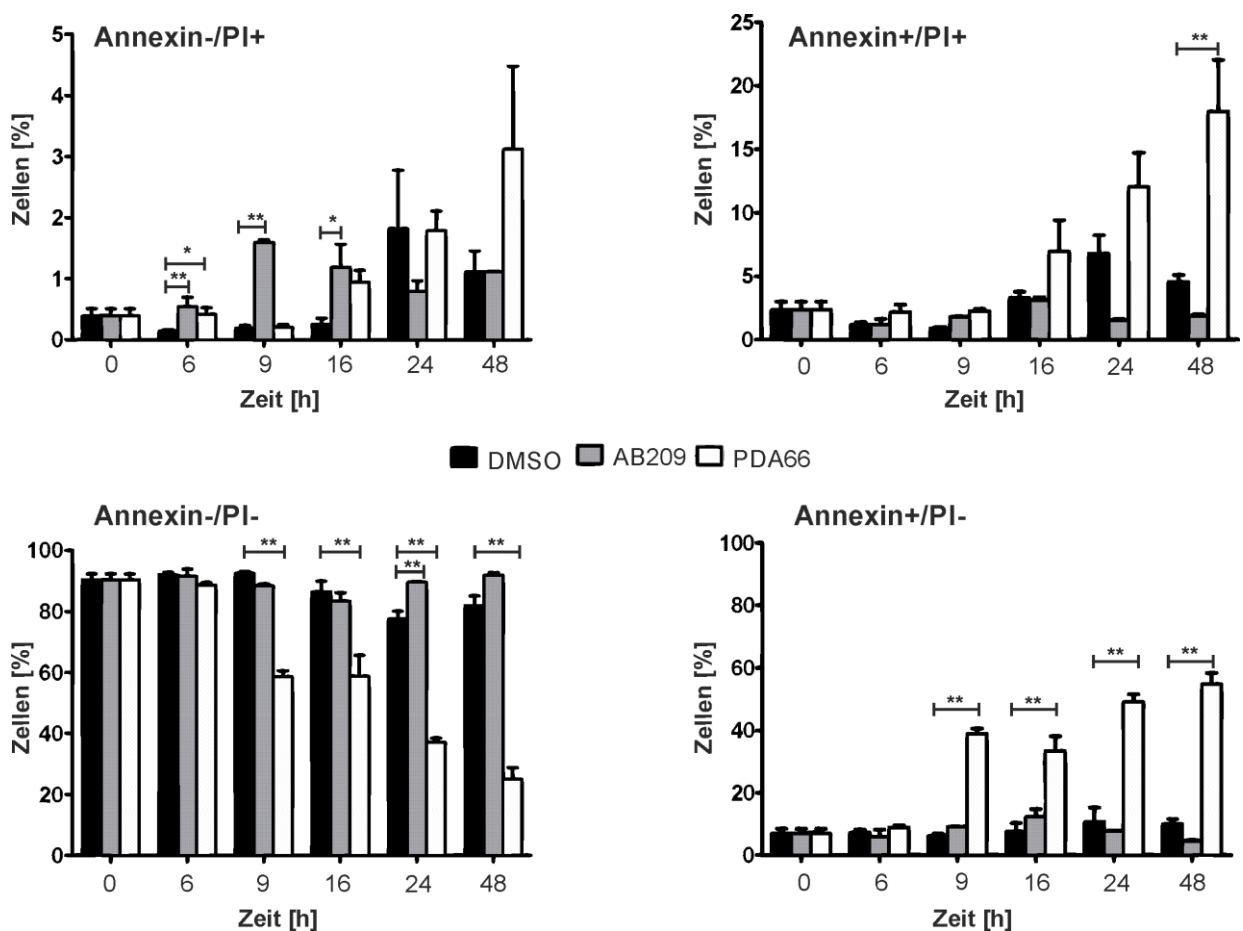 Annexin-/PI+
Zellen [%]
5
4
3
2
1
0
*
**
**
*
0 6 9 16 24 48
Zeit [h]
Annexin+/PI+
Zellen [%]
25
20
15
10
5
0
**
0 6 9 16 24 48
Zeit [h]
DMSO AB209 PDA66
Annexin-/PI-
Zellen [%]
100
80
60
40
20
0
** ** ** **
**
0 6 9 16 24 48
Zeit [h]
Annexin+/PI-
Zellen [%]
100
80
60
40
20
0
** ** ** **
0 6 9 16 24 48
Zeit [h]